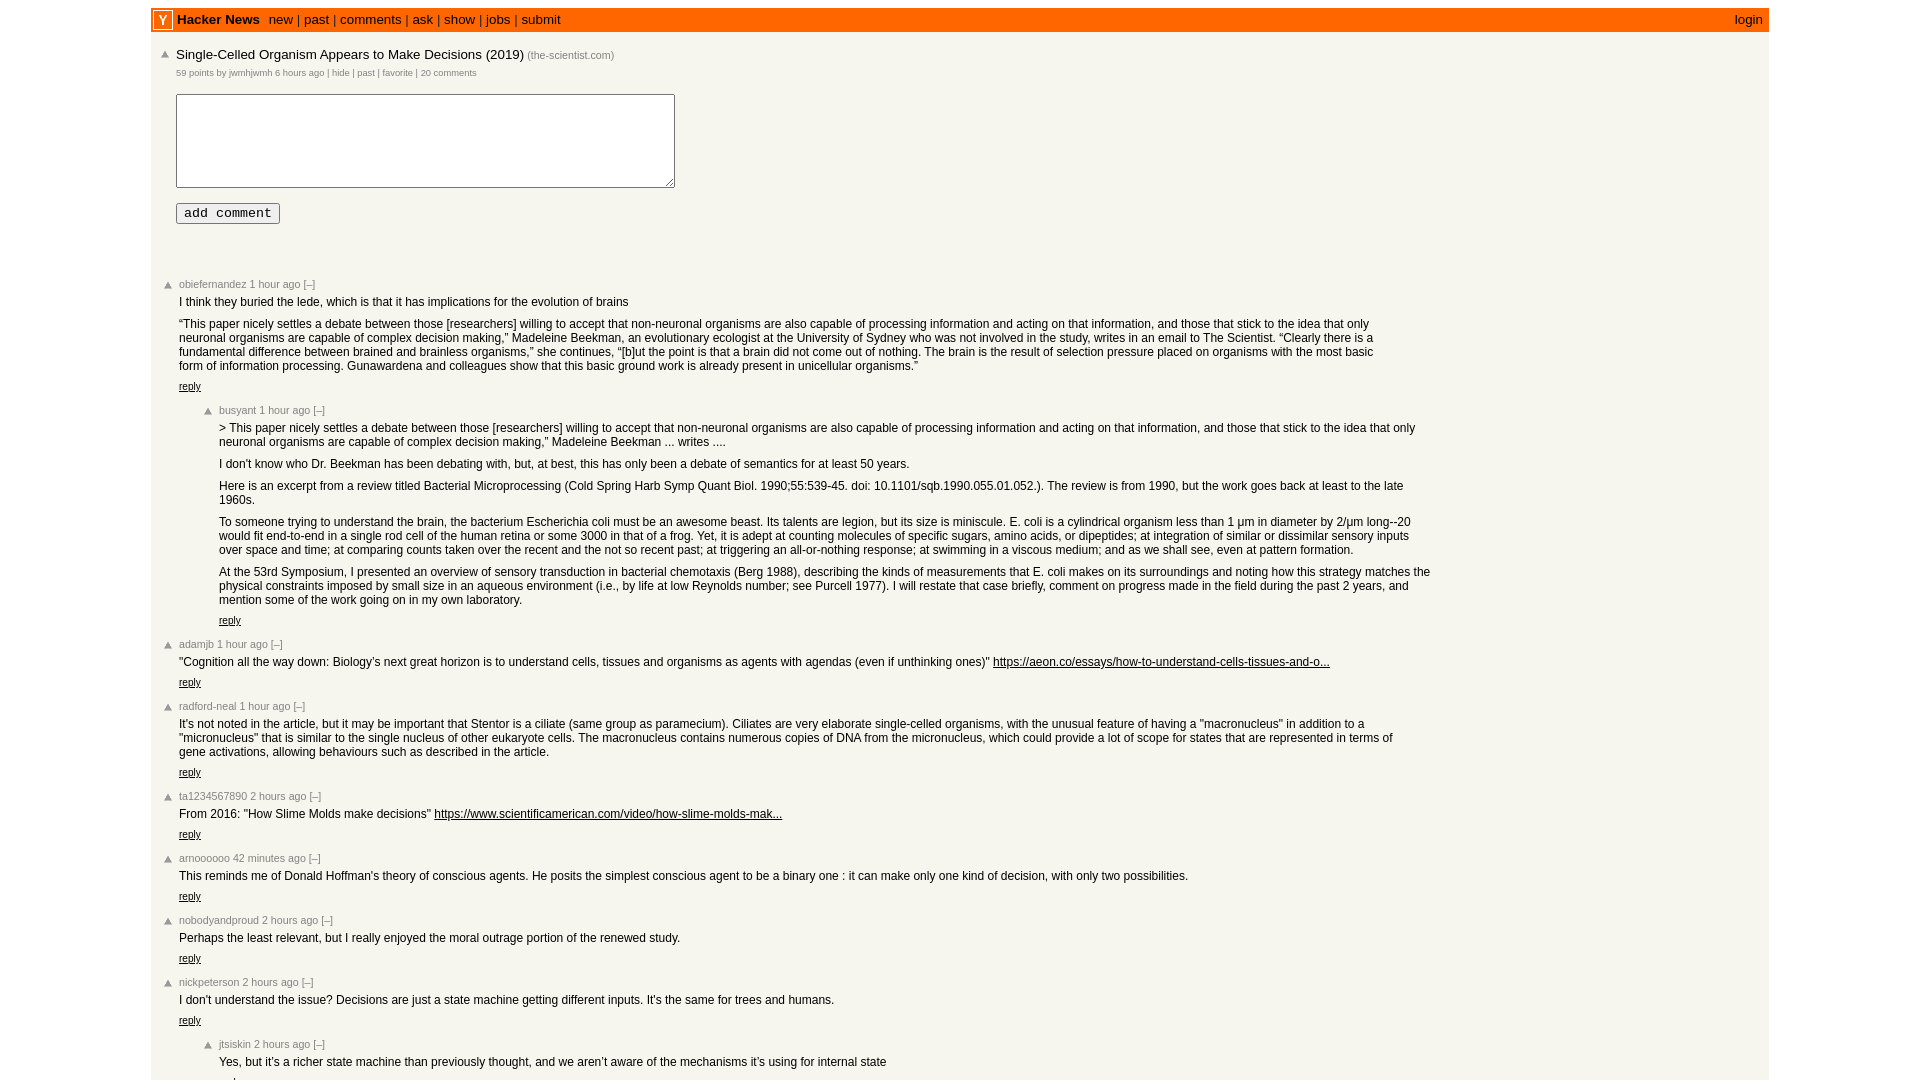 Y Hacker News new | past | comments | ask | show | jobs | submit login
Single-Celled Organism Appears to Make Decisions (2019) (the-scientist.com)
59 points by jwmhjwmh 6 hours ago | hide | past | favorite | 20 comments
add comment
obiefernandez 1 hour ago [–]
I think they buried the lede, which is that it has implications for the evolution of brains
“This paper nicely settles a debate between those [researchers] willing to accept that non-neuronal organisms are also capable of processing information and acting on that information, and those that stick to the idea that only
neuronal organisms are capable of complex decision making,” Madeleine Beekman, an evolutionary ecologist at the University of Sydney who was not involved in the study, writes in an email to The Scientist. “Clearly there is a
fundamental difference between brained and brainless organisms,” she continues, “[b]ut the point is that a brain did not come out of nothing. The brain is the result of selection pressure placed on organisms with the most basic
form of information processing. Gunawardena and colleagues show that this basic ground work is already present in unicellular organisms.”
reply
busyant 1 hour ago [–]
> This paper nicely settles a debate between those [researchers] willing to accept that non-neuronal organisms are also capable of processing information and acting on that information, and those that stick to the idea that only
neuronal organisms are capable of complex decision making,” Madeleine Beekman ... writes ....
I don't know who Dr. Beekman has been debating with, but, at best, this has only been a debate of semantics for at least 50 years.
Here is an excerpt from a review titled Bacterial Microprocessing (Cold Spring Harb Symp Quant Biol. 1990;55:539-45. doi: 10.1101/sqb.1990.055.01.052.). The review is from 1990, but the work goes back at least to the late
1960s.
To someone trying to understand the brain, the bacterium Escherichia coli must be an awesome beast. Its talents are legion, but its size is miniscule. E. coli is a cylindrical organism less than 1 μm in diameter by 2/μm long--20
would fit end-to-end in a single rod cell of the human retina or some 3000 in that of a frog. Yet, it is adept at counting molecules of specific sugars, amino acids, or dipeptides; at integration of similar or dissimilar sensory inputs
over space and time; at comparing counts taken over the recent and the not so recent past; at triggering an all-or-nothing response; at swimming in a viscous medium; and as we shall see, even at pattern formation.
At the 53rd Symposium, I presented an overview of sensory transduction in bacterial chemotaxis (Berg 1988), describing the kinds of measurements that E. coli makes on its surroundings and noting how this strategy matches the
physical constraints imposed by small size in an aqueous environment (i.e., by life at low Reynolds number; see Purcell 1977). I will restate that case briefly, comment on progress made in the field during the past 2 years, and
mention some of the work going on in my own laboratory.
reply
adamjb 1 hour ago [–]
"Cognition all the way down: Biology’s next great horizon is to understand cells, tissues and organisms as agents with agendas (even if unthinking ones)" https://aeon.co/essays/how-to-understand-cells-tissues-and-o...
reply
radford-neal 1 hour ago [–]
It's not noted in the article, but it may be important that Stentor is a ciliate (same group as paramecium). Ciliates are very elaborate single-celled organisms, with the unusual feature of having a "macronucleus" in addition to a
"micronucleus" that is similar to the single nucleus of other eukaryote cells. The macronucleus contains numerous copies of DNA from the micronucleus, which could provide a lot of scope for states that are represented in terms of
gene activations, allowing behaviours such as described in the article.
reply
ta1234567890 2 hours ago [–]
From 2016: "How Slime Molds make decisions" https://www.scientificamerican.com/video/how-slime-molds-mak...
reply
arnoooooo 42 minutes ago [–]
This reminds me of Donald Hoffman's theory of conscious agents. He posits the simplest conscious agent to be a binary one : it can make only one kind of decision, with only two possibilities.
reply
nobodyandproud 2 hours ago [–]
Perhaps the least relevant, but I really enjoyed the moral outrage portion of the renewed study.
reply
nickpeterson 2 hours ago [–]
I don't understand the issue? Decisions are just a state machine getting different inputs. It's the same for trees and humans.
reply
jtsiskin 2 hours ago [–]
Yes, but it’s a richer state machine than previously thought, and we aren’t aware of the mechanisms it’s using for internal state